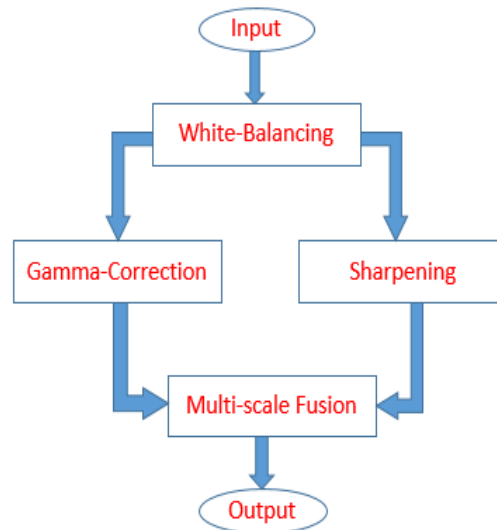 Input
White-Balancing
Gamma-Correction
Sharpening
Multi-scale Fusion
Output